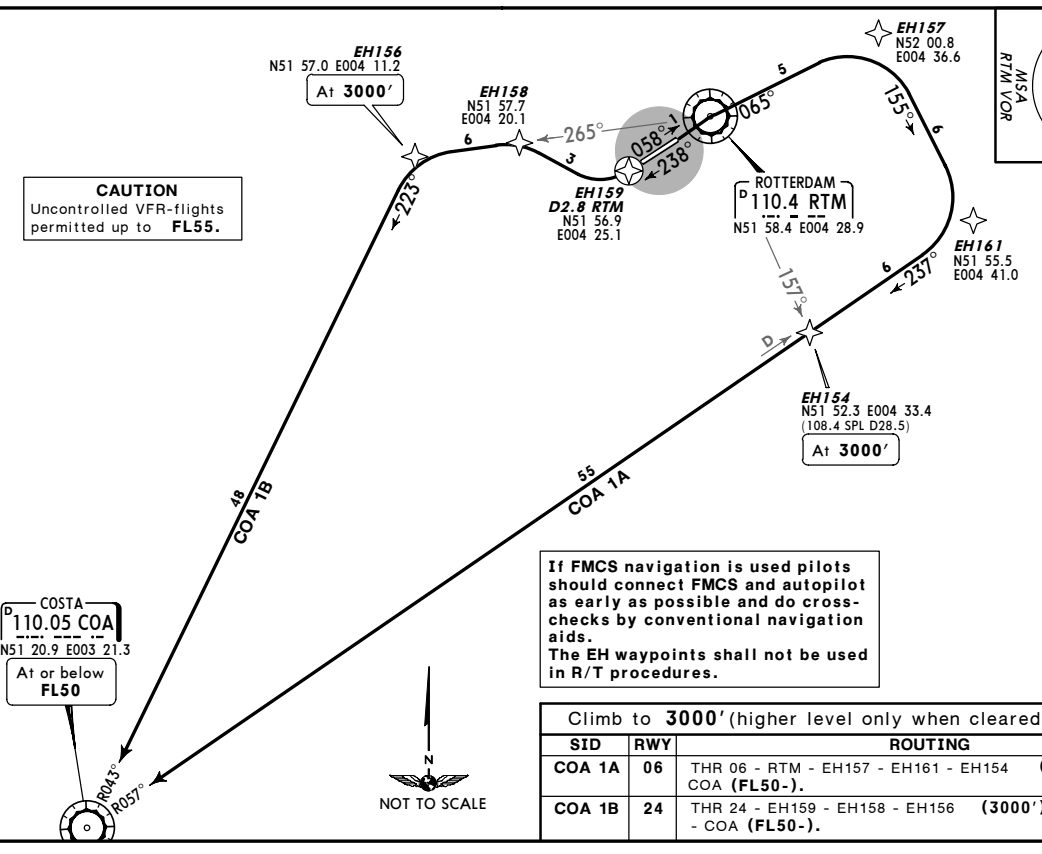 EH157
N52 00.8
E004 36.6
MSA
RTM VOR
EH156
N51 57.0 E004 11.2
At 3000'
EH158
N51 57.7
E004 20.1
5
065°
155°
6
265°
1
058°
238°
6
3
223°
CAUTION
Uncontrolled VFR-flights
permitted up to FL55.
EH159
D2.8 RTM
N51 56.9
E004 25.1
ROTTERDAM
D 110.4 RTM
N51 58.4 E004 28.9
EH161
N51 55.5
E004 41.0
6
237°
157°
D
EH154
N51 52.3 E004 33.4
(108.4 SPL D28.5)
At 3000'
55
COA 1A
48
COA 1B
If FMCS navigation is used pilots
should connect FMCS and autopilot
as early as possible and do cross-
checks by conventional navigation
aids.
The EH waypoints shall not be used
in R/T procedures.
COSTA
D 110.05 COA
N51 20.9 E003 21.3
At or below
FL50
R043°
R057°
N
NOT TO SCALE
Climb to 3000' (higher level only when cleared
SID RWY ROUTING
COA 1A 06 THR 06 - RTM - EH157 - EH161 - EH154 (
COA (FL50-).
COA 1B 24 THR 24 - EH159 - EH158 - EH156 (3000')
- COA (FL50-).